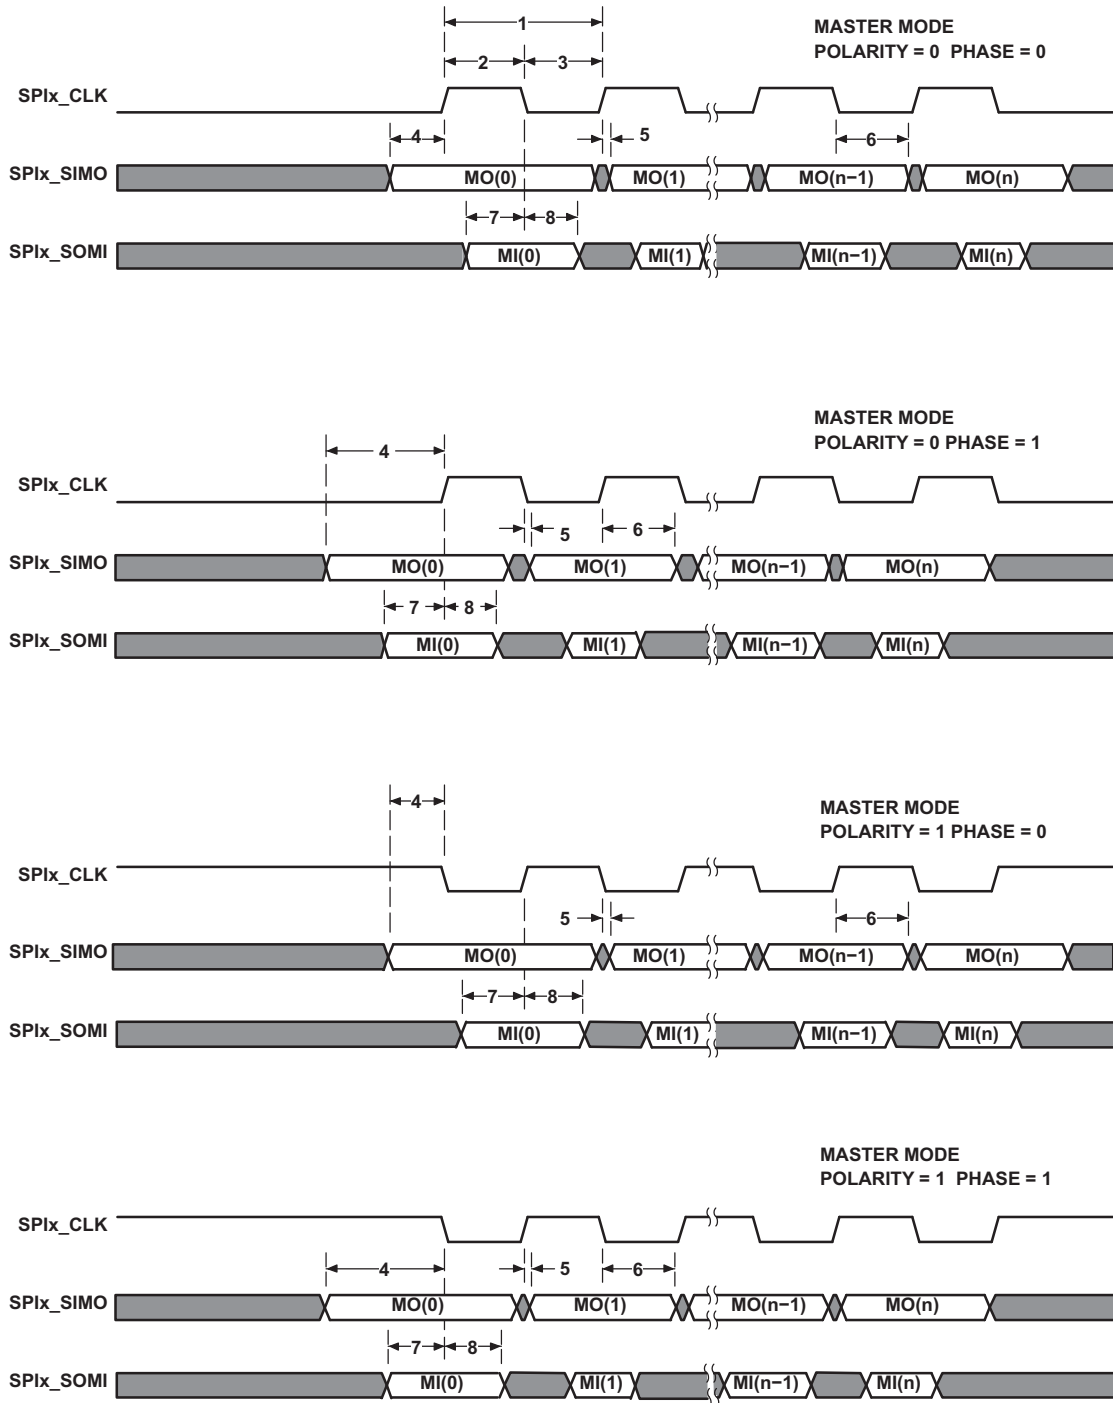 1
MASTER MODE
POLARITY = 0 PHASE = 0
2 3
SPIx_CLK
4 5 6
SPIx_SIMO MO(0) MO(1) MO(n−1) MO(n)
7 8
SPIx_SOMI MI(0) MI(1) MI(n−1) MI(n)
MASTER MODE
POLARITY = 0 PHASE = 1
4
SPIx_CLK
5 6
SPIx_SIMO MO(0) MO(1) MO(n−1) MO(n)
7 8
SPIx_SOMI MI(0) MI(1) MI(n−1) MI(n)
4
MASTER MODE
POLARITY = 1 PHASE = 0
SPIx_CLK
5 6
SPIx_SIMO MO(0) MO(1) MO(n−1) MO(n)
7 8
SPIx_SOMI MI(0) MI(1) MI(n−1) MI(n)
MASTER MODE
POLARITY = 1 PHASE = 1
SPIx_CLK
4 5 6
SPIx_SIMO MO(0) MO(1) MO(n−1) MO(n)
7 8
SPIx_SOMI MI(0) MI(1) MI(n−1) MI(n)